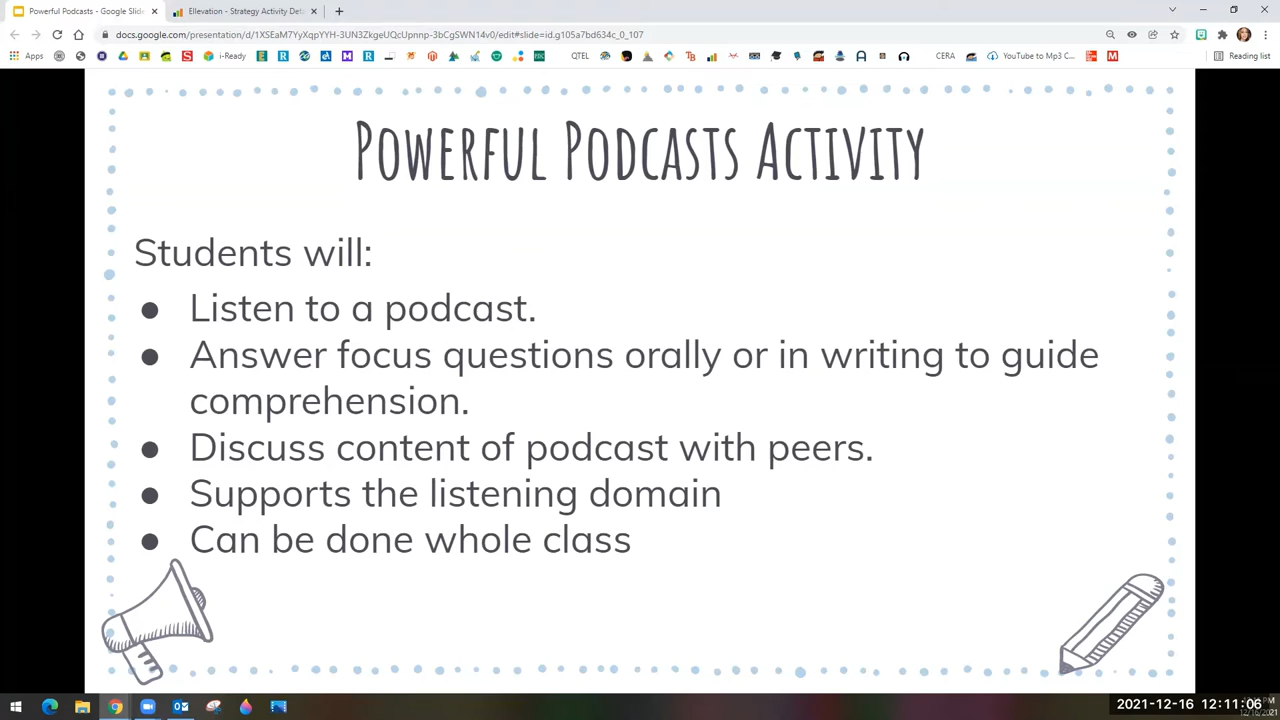 Powerful Podcasts - Google Slide
Ellevation - Strategy Activity Deta
docs.google.com/presentation/d/1XSEaM7YyXqpYYH-3UN3ZkgeUQcUpnnp-3bCgSWN14v0/edit#slide=id.g105a7bd634c_0_107
Apps
i-Ready
QTEL
CERA
YouTube to Mp3 C...
Reading list
POWERFUL PODCASTS ACTIVITY
Students will:
● Listen to a podcast.
● Answer focus questions orally or in writing to guide
comprehension.
● Discuss content of podcast with peers.
● Supports the listening domain
● Can be done whole class
2021-12-16 12:11:06